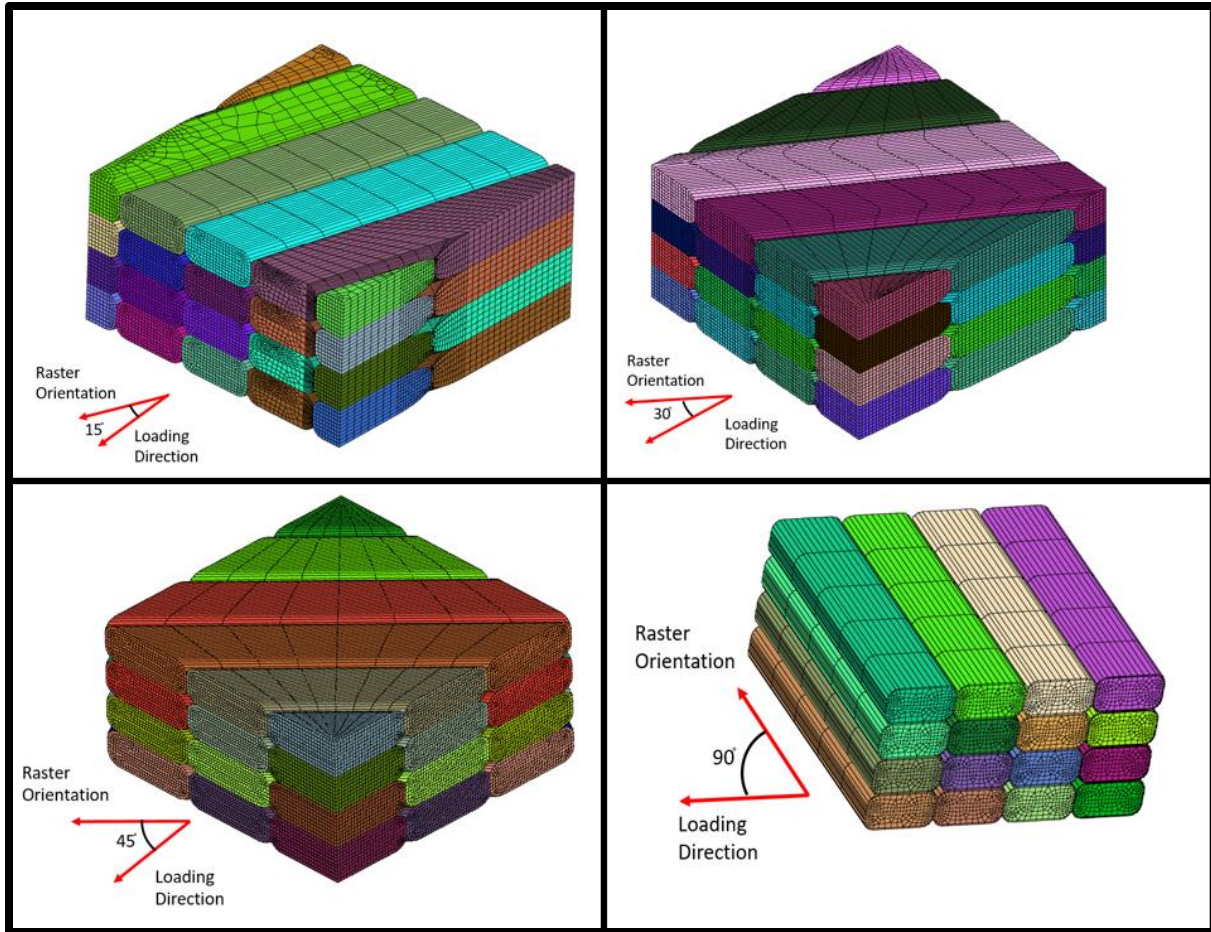 Raster
Orientation
15°
Loading
Direction
Raster
Orientation
30°
Loading
Direction
Raster
Orientation
45°
Loading
Direction
Raster
Orientation
90°
Loading
Direction